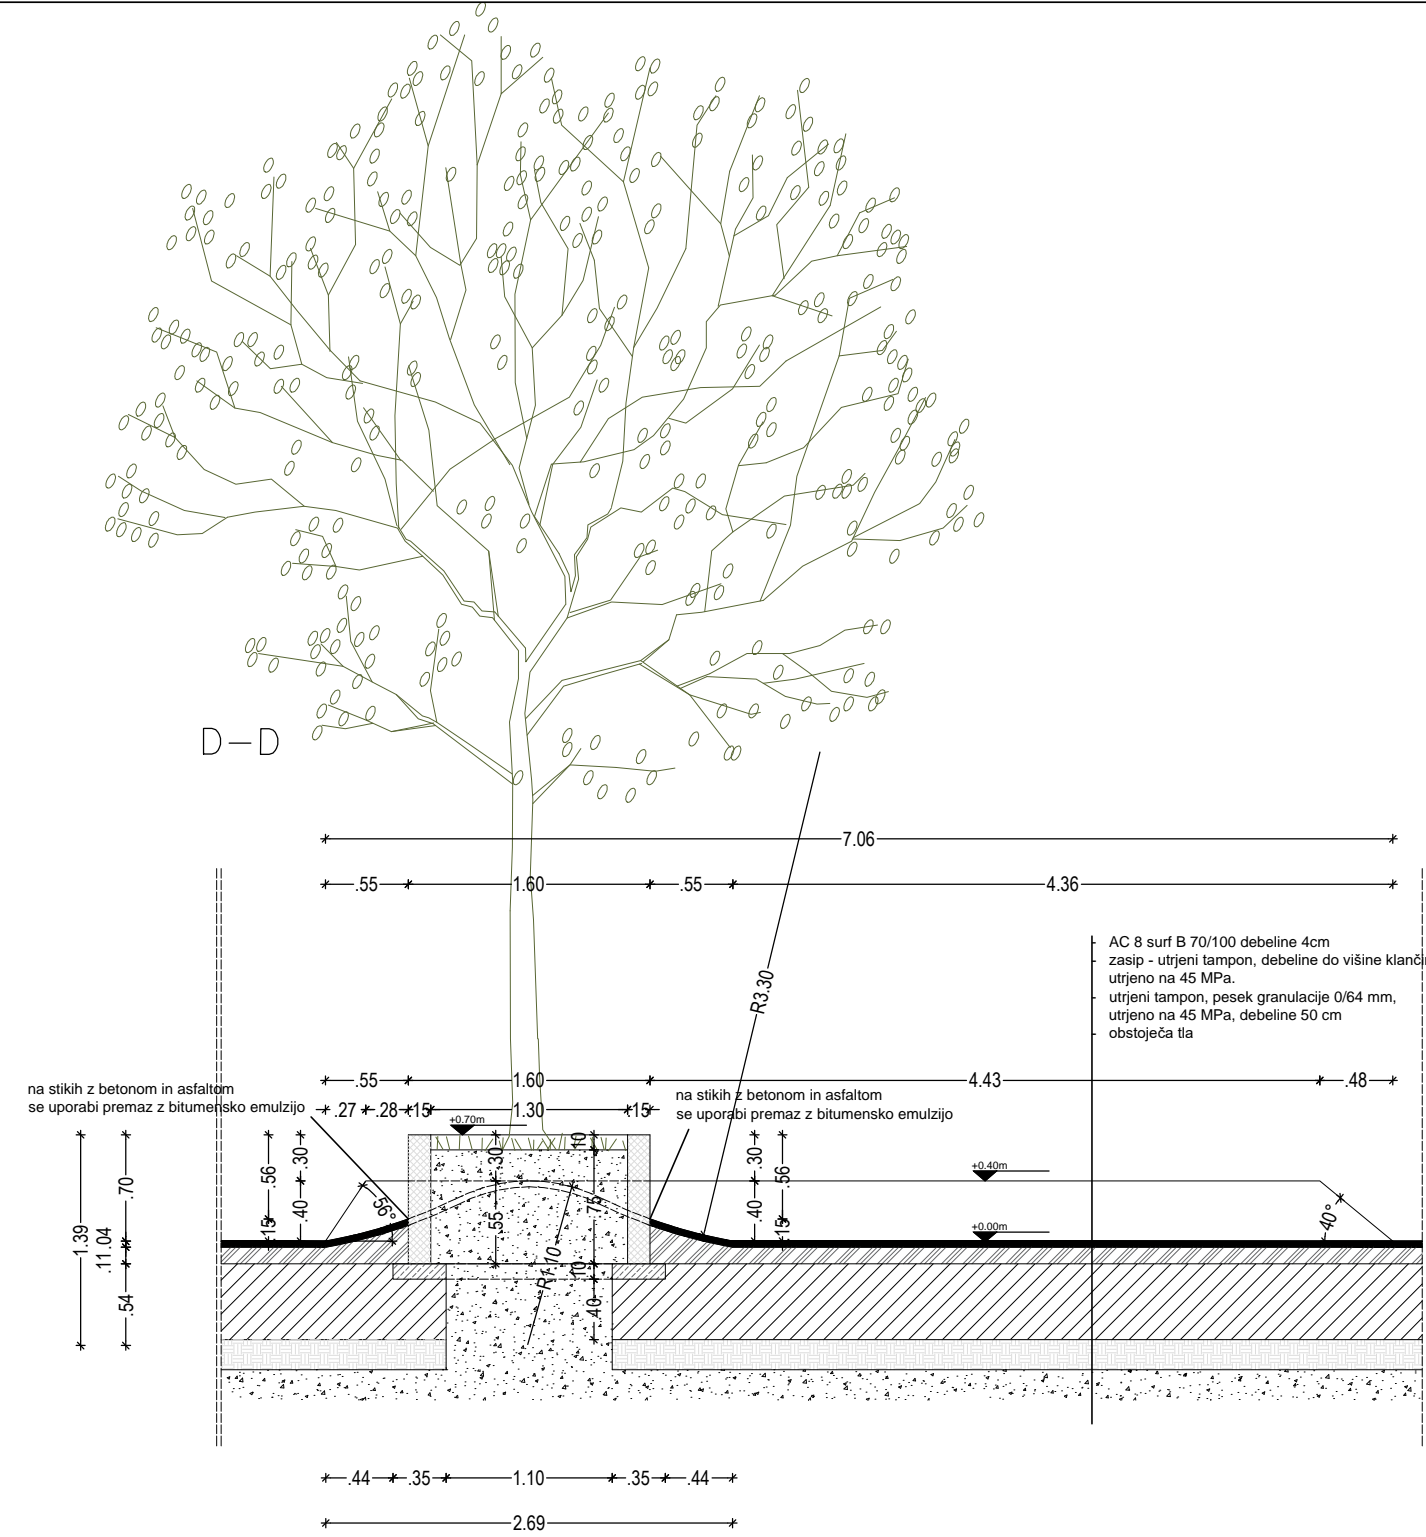 D-D
7.06
.55
1.60
.55
4.36
R3.30
AC 8 surf B 70/100 debeline 4cm
zasip - utrjeni tampon, debeline do višine
utrjeno na 45 MPa.
utrjeni tampon, pesek granulacije 0/64 mm,
utrjeno na 45 MPa, debeline 50 cm
obstoječa tla
.55
1.60
4.43
.48
na stikih z betonom in asfaltom
se uporabi premaz z bitumensko emulzijo
na stikih z betonom in asfaltom
se uporabi premaz z bitumensko emulzijo
.27
.28
.15
1.30
.15
+0.70m
+0.40m
+0.00m
1.39
.70
.11
.04
.54
.56
.15
.30
.40
56°
.30
.55
.10
.75
.10
.40
R1.10
.30
.40
.56
.15
40°
.44
.35
1.10
.35
.44
2.69